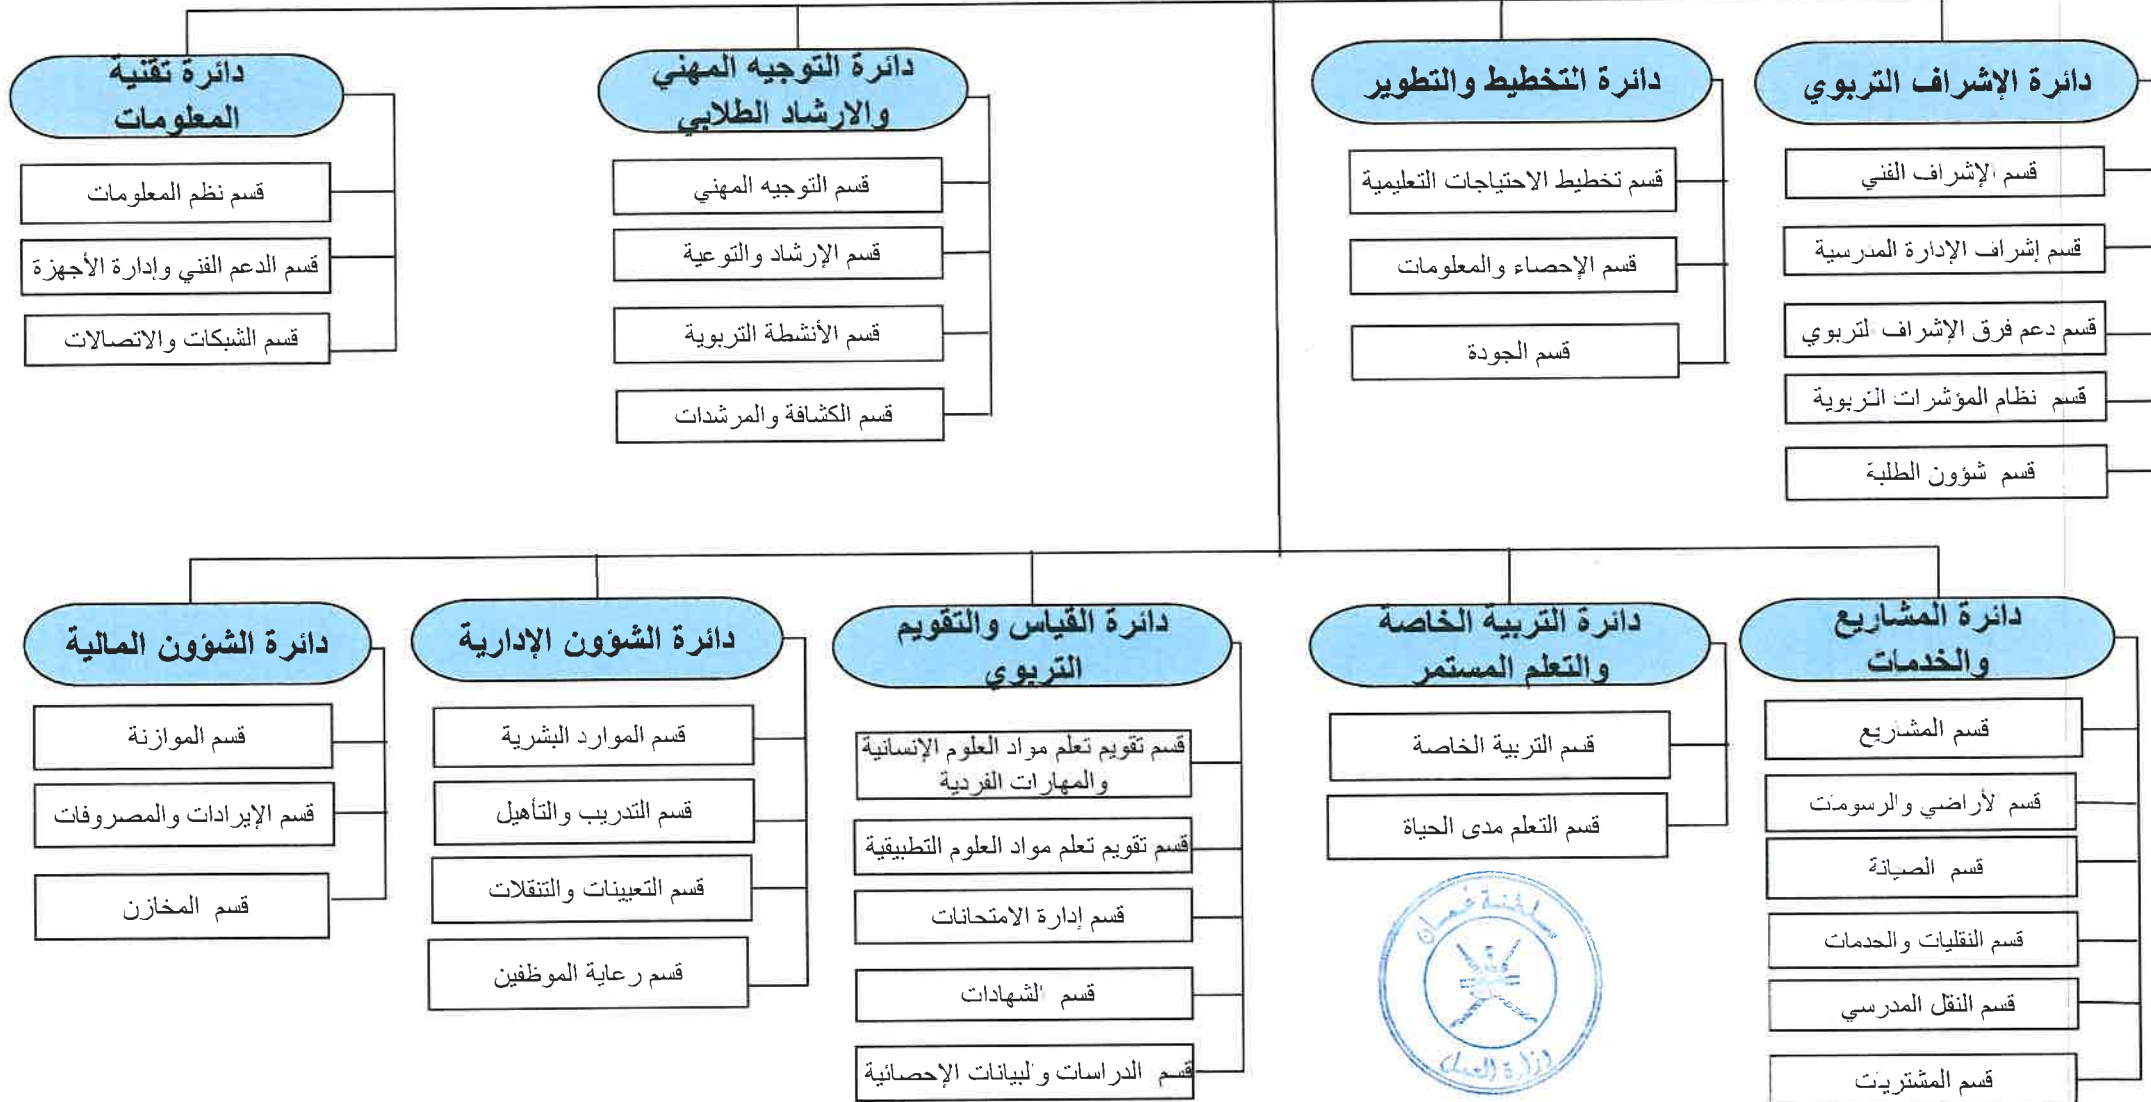 دائرة الإشراف التربوي
قسم الإشراف الفني
قسم إشراف الإدارة المدرسية
قسم دعم فرق الإشراف التربوي
قسم نظام المؤشرات التربوية
قسم شؤون الطلبة
دائرة التخطيط والتطوير
قسم تخطيط الاحتياجات التعليمية
قسم الإحصاء والمعلومات
قسم الجودة
دائرة التوجيه المهني
والارشاد الطلابي
قسم التوجيه المهني
قسم الإرشاد والتوعية
قسم الأنشطة التربوية
قسم الكشافة والمرشدات
دائرة تقنية
المعلومات
قسم نظم المعلومات
قسم الدعم الفني وإدارة الأجهزة
قسم الشبكات والاتصالات
دائرة المشاريع
والخدمات
قسم المشاريع
قسم الأراضي والرسومات
قسم الصيانة
قسم النقليات والخدمات
قسم النقل المدرسي
قسم المشتريات
دائرة التربية الخاصة
والتعلم المستمر
قسم التربية الخاصة
قسم التعلم مدى الحياة
سلطنة عمان
وزارة العمل
دائرة القياس والتقويم
التربوي
قسم تقويم تعلم مواد العلوم الإنسانية
والمهارات الفردية
قسم تقويم تعلم مواد العلوم التطبيقية
قسم إدارة الامتحانات
قسم الشهادات
قسم الدراسات والبيانات الإحصائية
دائرة الشؤون الإدارية
قسم الموارد البشرية
قسم التدريب والتأهيل
قسم التعيينات والتنقلات
قسم رعاية الموظفين
دائرة الشؤون المالية
قسم الموازنة
قسم الإيرادات والمصروفات
قسم المخازن